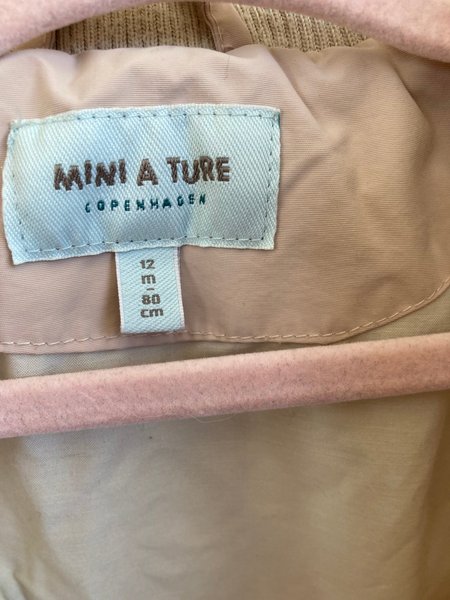 MINI A TURE
COPENHAGEN
12
m
-
80
cm